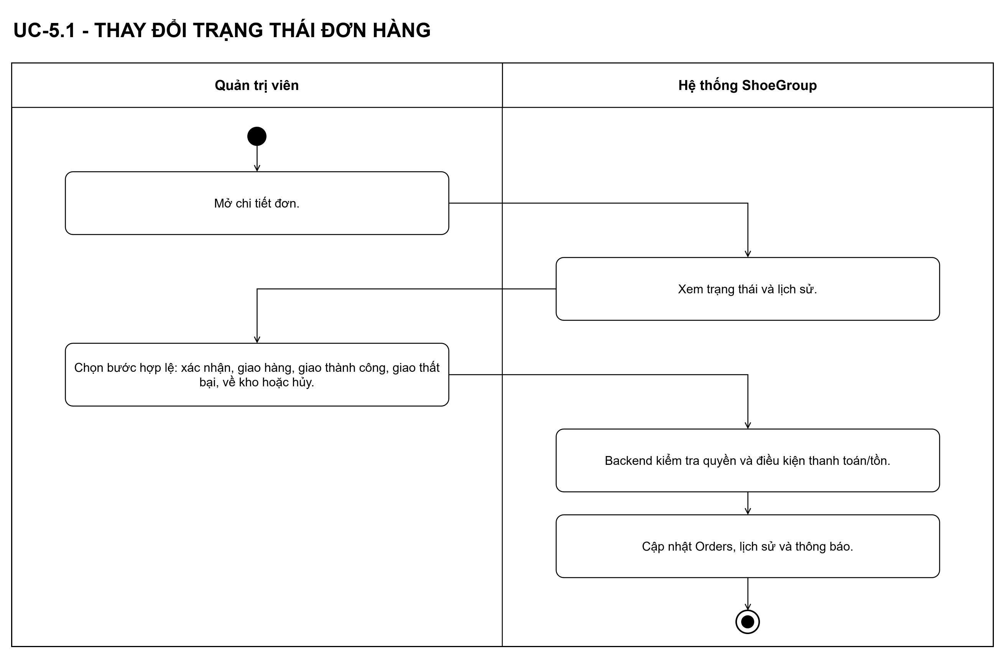 UC-5.1 - THAY ĐỔI TRẠNG THÁI ĐƠN HÀNG
Quản trị viên
Hệ thống ShoeGroup
Mở chi tiết đơn.
Xem trạng thái và lịch sử.
Chọn bước hợp lệ: xác nhận, giao hàng, giao thành công, giao thất
bại, về kho hoặc hủy.
Backend kiểm tra quyền và điều kiện thanh toán/tồn.
Cập nhật Orders, lịch sử và thông báo.